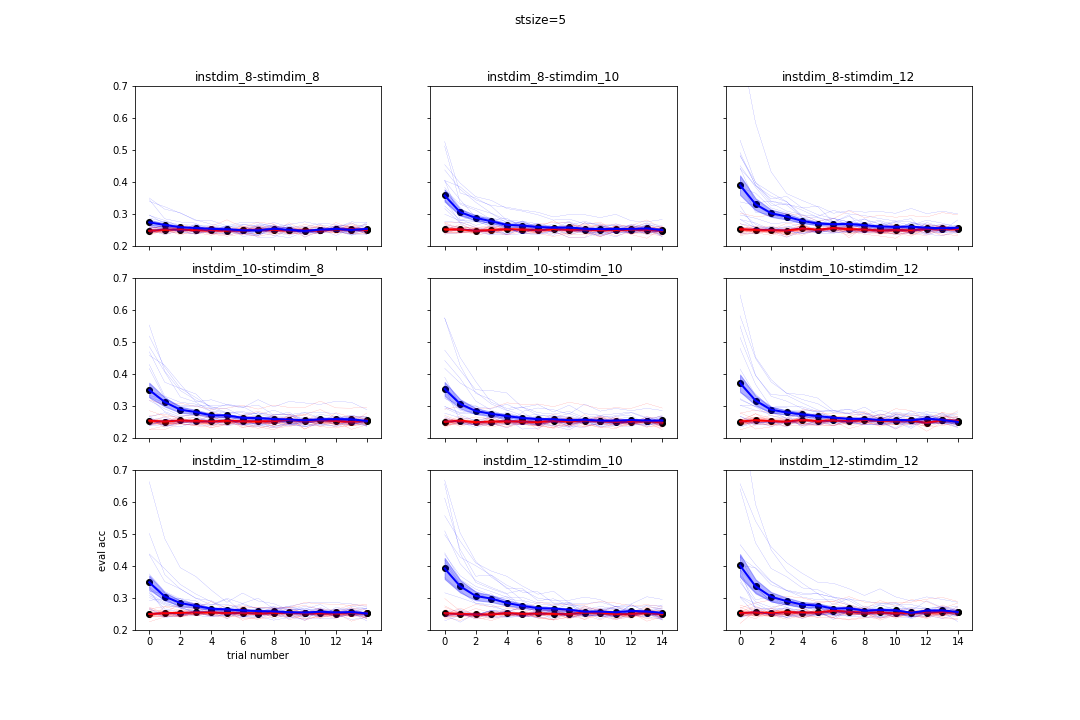 stsize=5
instdim_8-stimdim_8
instdim_8-stimdim_10
instdim_8-stimdim_12
0.7
0.6
0.5
0.4
0.3
0.2
instdim_10-stimdim_8
instdim_10-stimdim_10
instdim_10-stimdim_12
0.7
0.6
0.5
0.4
0.3
0.2
instdim_12-stimdim_8
instdim_12-stimdim_10
instdim_12-stimdim_12
0.7
0.6
0.5
0.4
0.3
0.2
eval acc
0 2 4 6 8 10 12 14
0 2 4 6 8 10 12 14
0 2 4 6 8 10 12 14
trial number